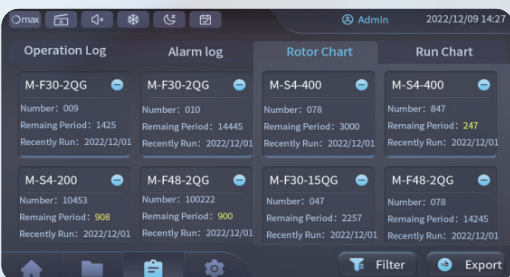 Omax
Admin 2022/12/09 14:27
Operation Log Alarm log Rotor Chart Run Chart
M-F30-2QG M-F30-2QG M-S4-400 M-S4-400
Number: 009 Number: 010 Number: 078 Number: 847
Remaing Period: 1425 Remaing Period: 14445 Remaing Period: 3000 Remaing Period: 247
Recently Run: 2022/12/01 Recently Run: 2022/12/01 Recently Run: 2022/12/01 Recently Run: 2022/12/01
M-S4-200 M-F48-2QG M-F30-15QG M-F48-2QG
Number: 10453 Number: 100222 Number: 047 Number: 078
Remaing Period: 908 Remaing Period: 900 Remaing Period: 2257 Remaing Period: 14245
Recently Run: 2022/12/01 Recently Run: 2022/12/01 Recently Run: 2022/12/01 Recently Run: 2022/12/01
Filter Export